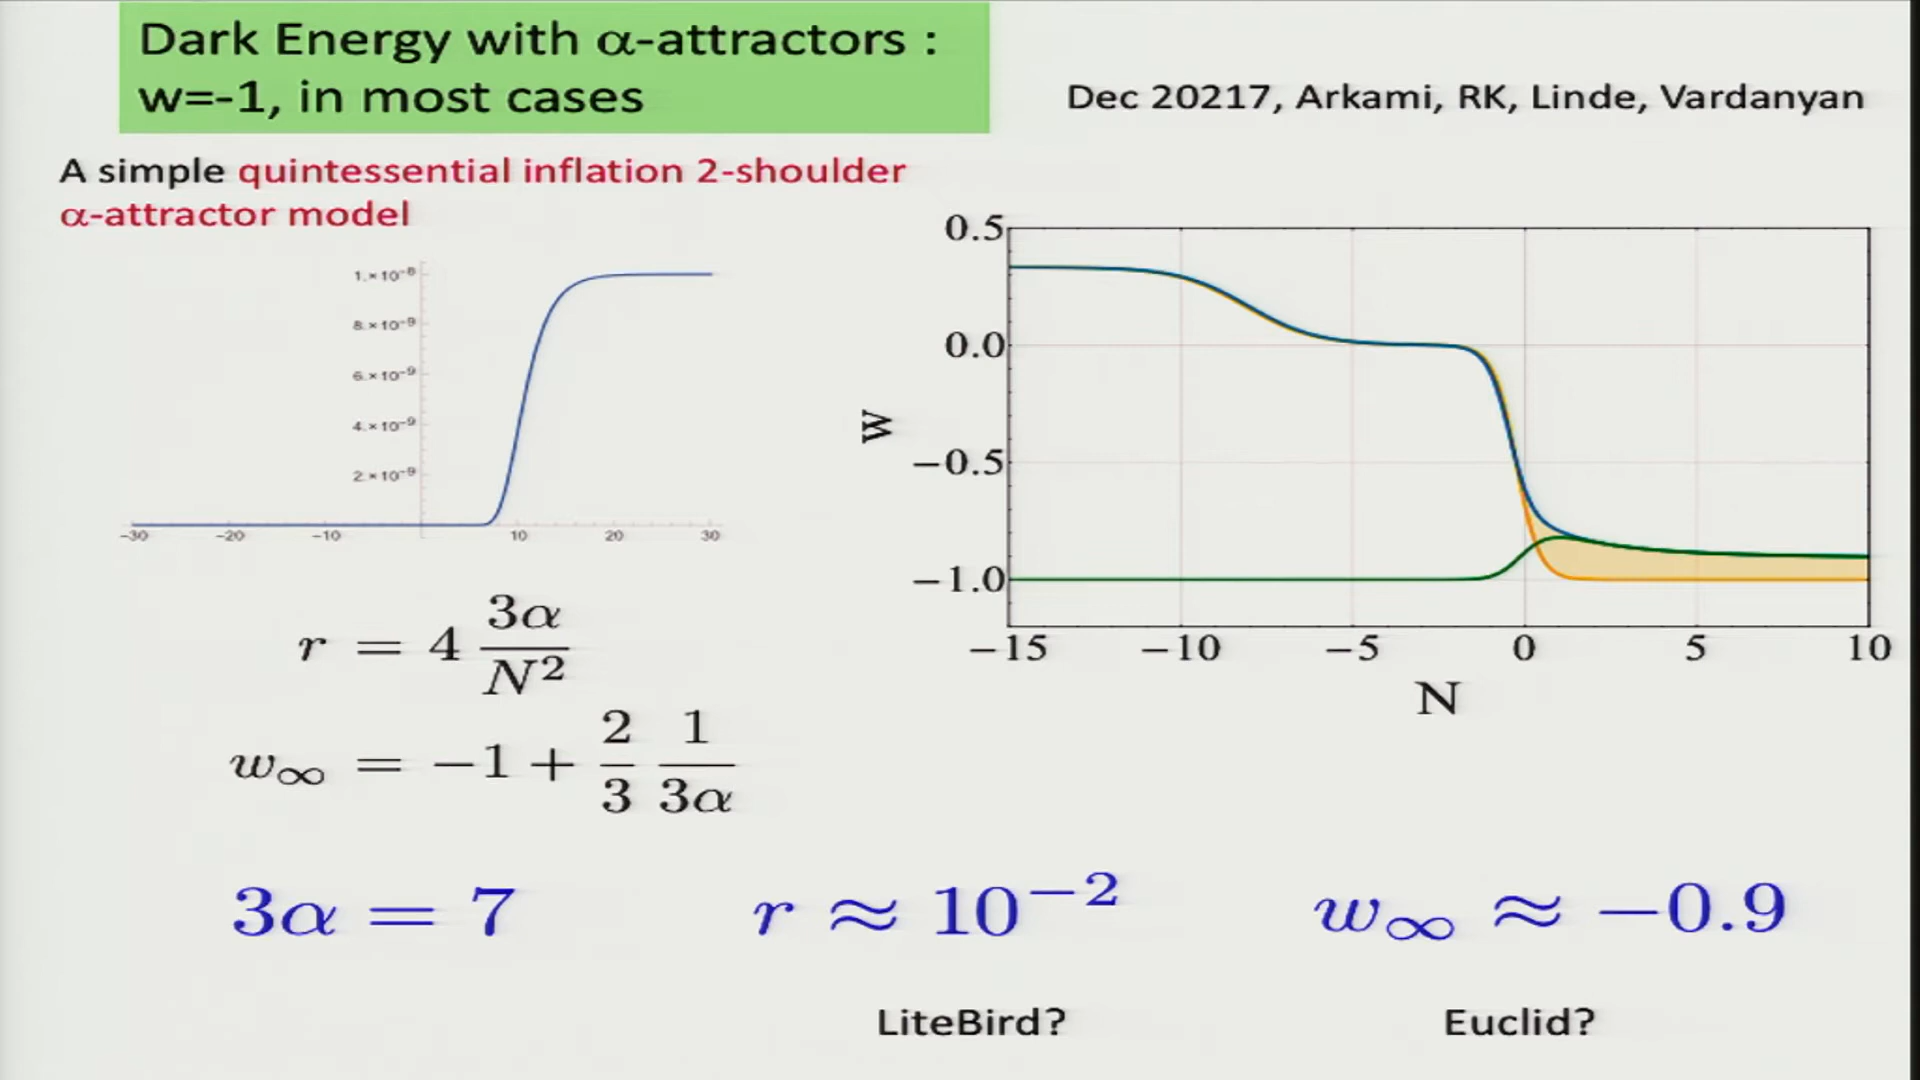 Dark Energy with α-attractors :
w=-1, in most cases
Dec 20217, Arkami, RK, Linde, Vardanyan
A simple quintessential inflation 2-shoulder
α-attractor model
1.×10⁻⁸
8.×10⁻⁹
6.×10⁻⁹
4.×10⁻⁹
2.×10⁻⁹
-30 -20 -10 10 20 30
0.5
0.0
−0.5
−1.0
w
−15 −10 −5 0 5 10
N
r = 4 3α/N²
w∞ = −1 + 2/3 1/3α
3α = 7 r ≈ 10⁻² w∞ ≈ −0.9
LiteBird? Euclid?